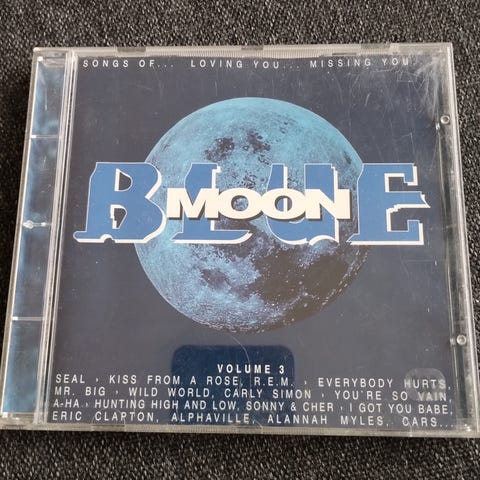 SONGS OF... LOVING YOU... MISSING YOU.
BLUE
MOON
VOLUME 3
SEAL › KISS FROM A ROSE, R.E.M. › EVERYBODY HURTS,
MR. BIG › WILD WORLD, CARLY SIMON › YOU'RE SO VAIN
A-HA › HUNTING HIGH AND LOW, SONNY & CHER › I GOT YOU BABE,
ERIC CLAPTON, ALPHAVILLE, ALANNAH MYLES, CARS...